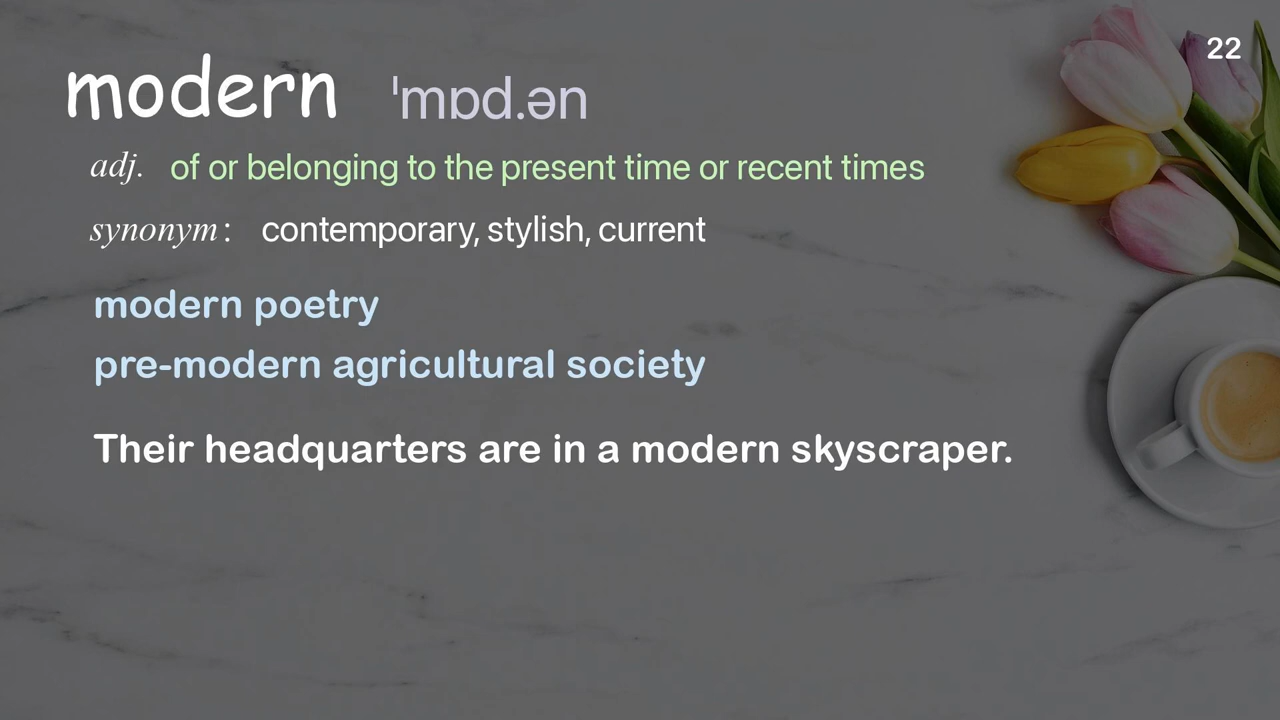 22
modern ˈmɒd.ən
adj. of or belonging to the present time or recent times
synonym: contemporary, stylish, current
modern poetry
pre-modern agricultural society
Their headquarters are in a modern skyscraper.